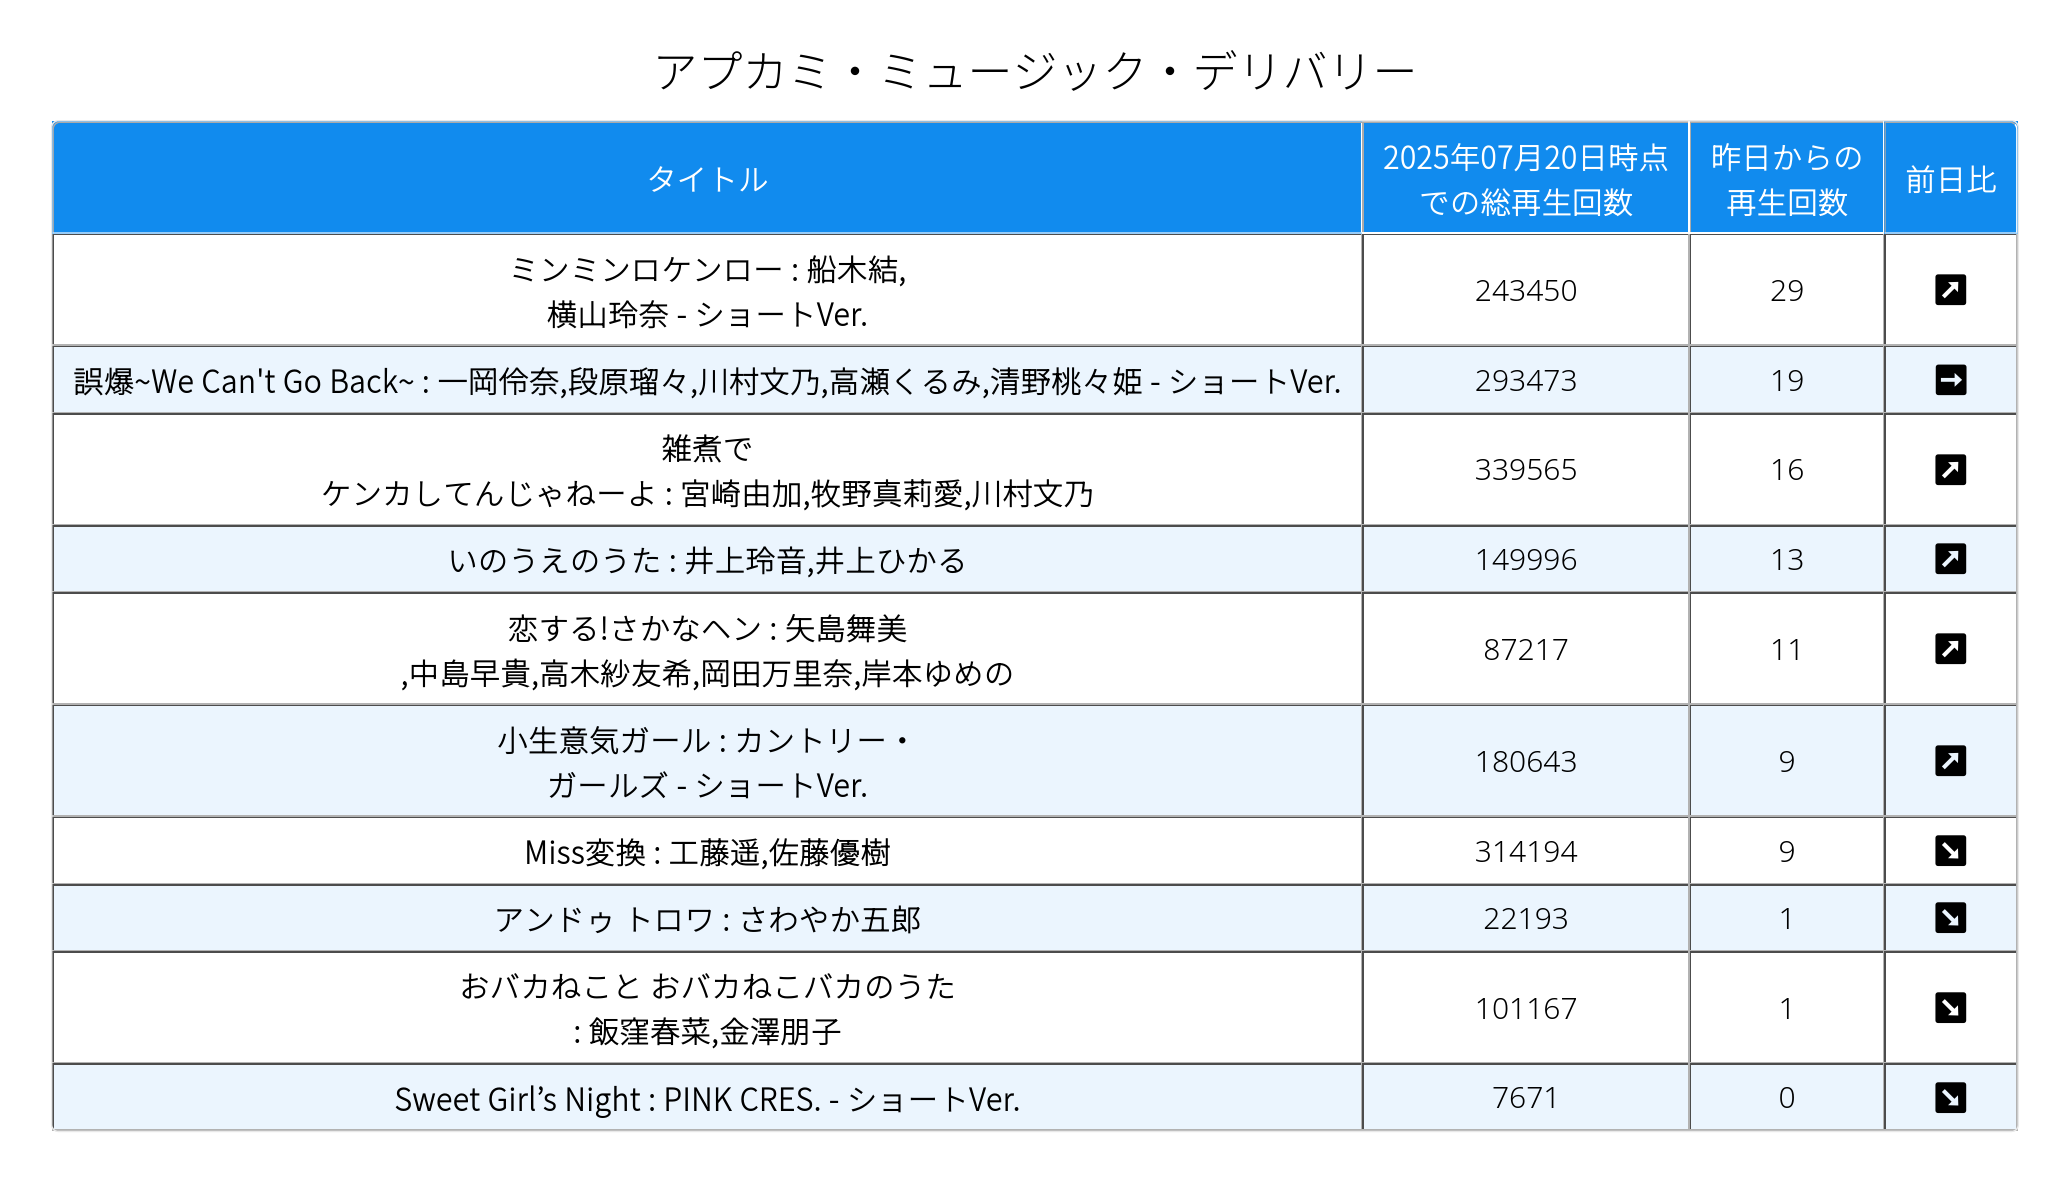 アプカミ・ミュージック・デリバリー
タイトル
2025年07月20日時点
での総再生回数
昨日からの
再生回数
前日比
ミンミンロケンロー : 船木結,
横山玲奈 - ショートVer.
243450
29
誤爆~We Can't Go Back~ : 一岡伶奈,段原瑠々,川村文乃,高瀬くるみ,清野桃々姫 - ショートVer.
293473
19
雑煮で
ケンカしてんじゃねーよ : 宮崎由加,牧野真莉愛,川村文乃
339565
16
いのうえのうた : 井上玲音,井上ひかる
149996
13
恋する!さかなヘン : 矢島舞美
,中島早貴,高木紗友希,岡田万里奈,岸本ゆめの
87217
11
小生意気ガール : カントリー・
ガールズ - ショートVer.
180643
9
Miss変換 : 工藤遥,佐藤優樹
314194
9
アンドゥ トロワ : さわやか五郎
22193
1
おバカねこと おバカねこバカのうた
: 飯窪春菜,金澤朋子
101167
1
Sweet Girl’s Night : PINK CRES. - ショートVer.
7671
0